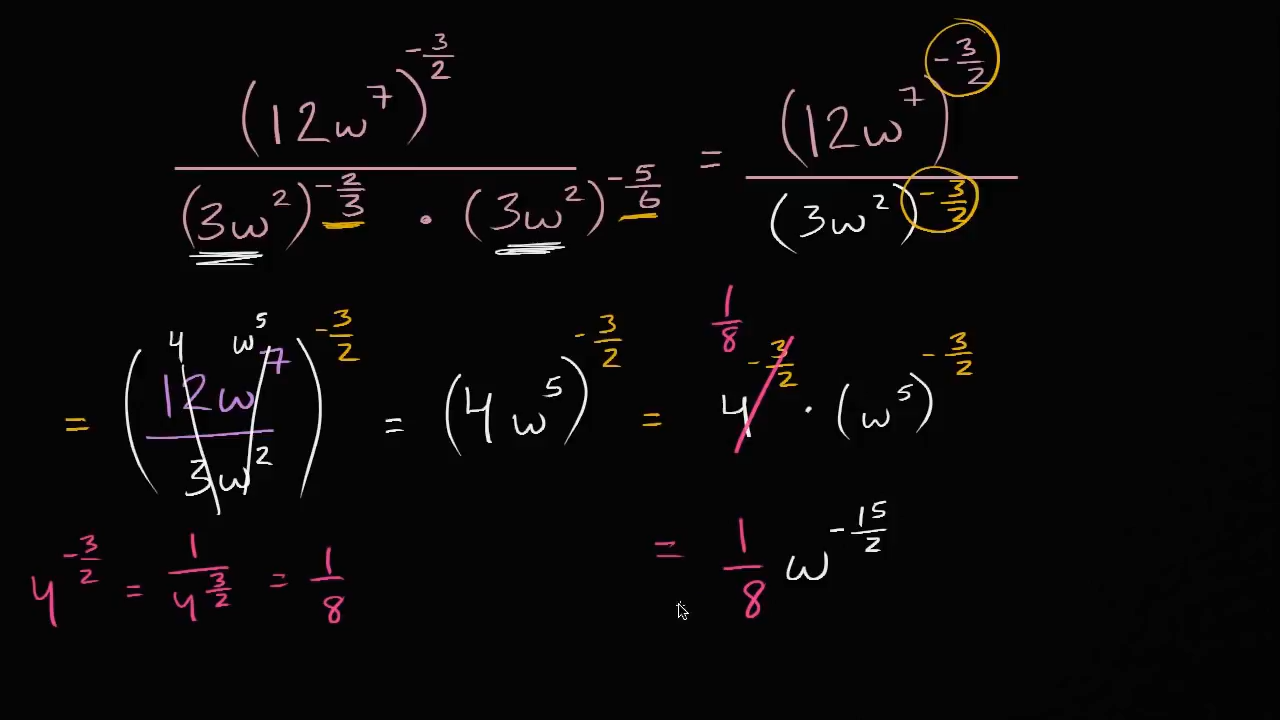 (12w^7)^(-3/2) / ((3w^2)^(-2/3) · (3w^2)^(-5/6)) = (12w^7)^(-3/2) / (3w^2)^(-3/2)
= (12w^7 / 3w^2)^(-3/2) 4 w^5 = (4w^5)^(-3/2) = 4^(-3/2) 1/8 · (w^5)^(-3/2)
4^(-3/2) = 1 / 4^(3/2) = 1/8
= 1/8 w^(-15/2)